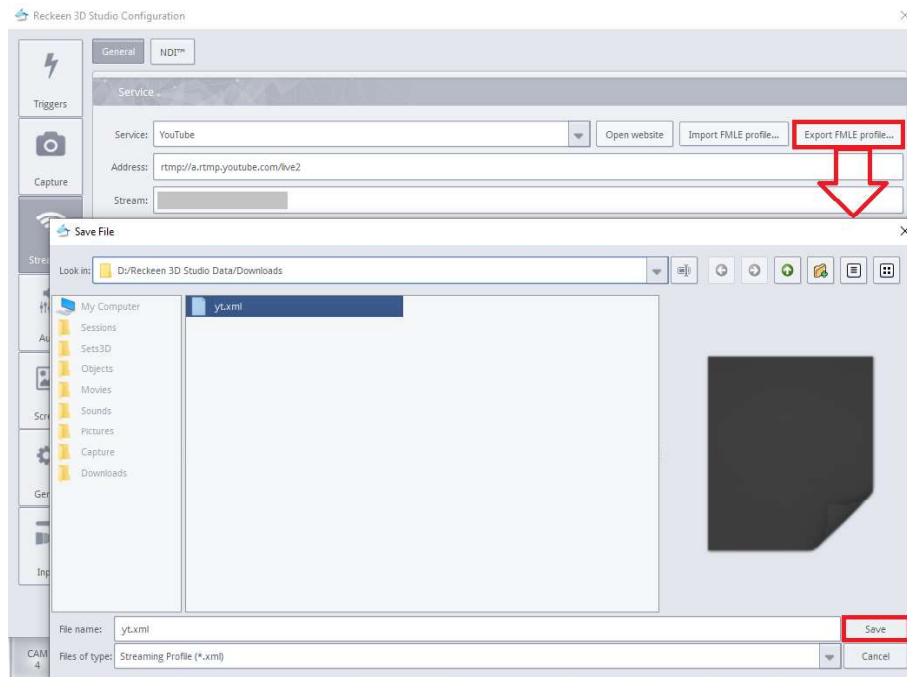 Reckeen 3D Studio Configuration
General NDI™
Triggers
Service
Service: YouTube Open website Import FMLE profile... Export FMLE profile...
Capture
Address: rtmp://a.rtmp.youtube.com/live2
Stream:
Save File
Look in: D:/Reckeen 3D Studio Data/Downloads
My Computer yt.xml
Sessions
Sets3D
Objects
Movies
Sounds
Pictures
Capture
Downloads
File name: yt.xml Save
CAM
4
Files of type: Streaming Profile (*.xml) Cancel